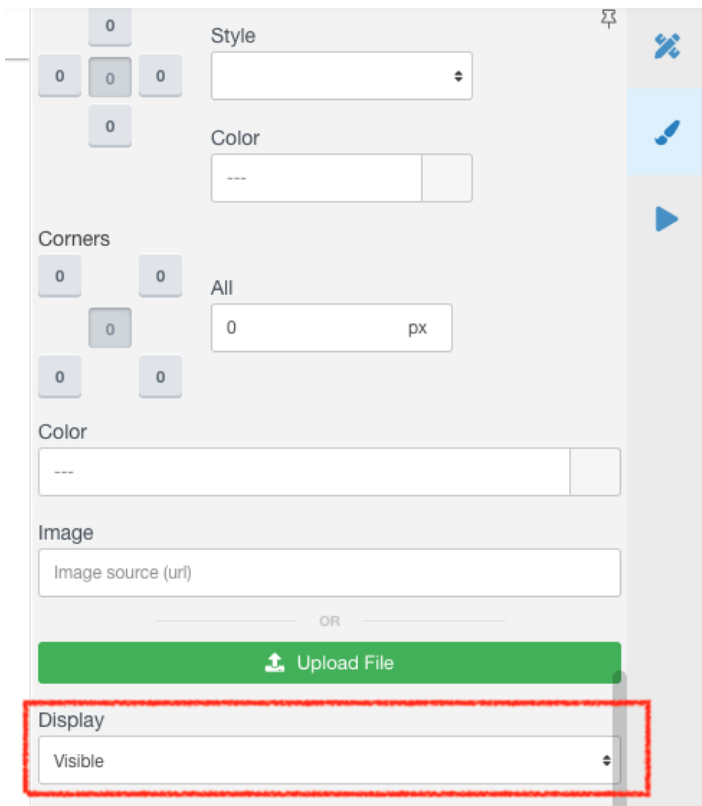 0
Style
0 0 0
0
Color
---
Corners
0 0
All
0
0 px
0 0
Color
---
Image
Image source (url)
OR
Upload File
Display
Visible